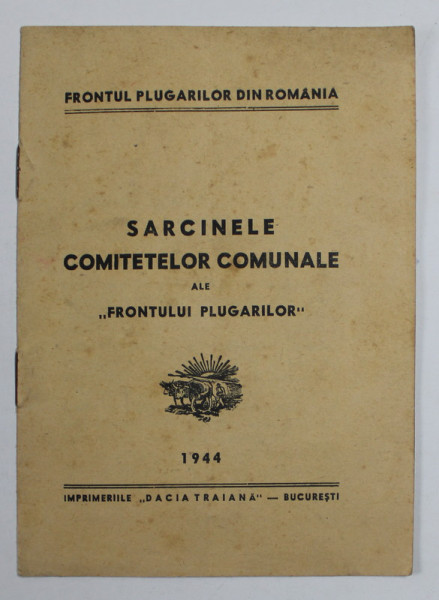 FRONTUL PLUGARILOR DIN ROMÂNIA
SARCINELE
COMITETELOR COMUNALE
ALE
„FRONTULUI PLUGARILOR"
1944
IMPRIMERIILE „DACIA TRAIANĂ" — BUCUREȘTI